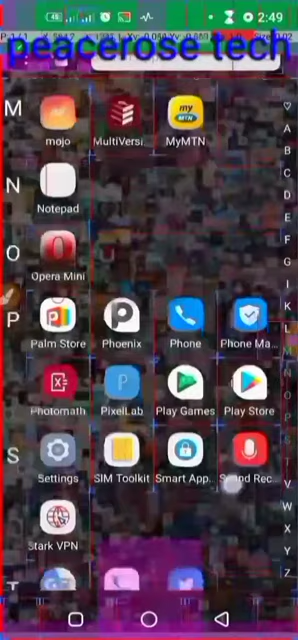 2:49
peacerose tech
M
mojo
MultiVersi
MyMTN
N
Notepad
O
Opera Mini
P
Palm Store
Phoenix
Phone
Phone Ma...
Photomath
PixelLab
Play Games
Play Store
S
Settings
SIM Toolkit
Smart App..
Sound Rec...
Stark VPN
T
A
B
C
D
E
F
G
I
K
L
M
N
O
P
S
T
V
W
X
Y
Z